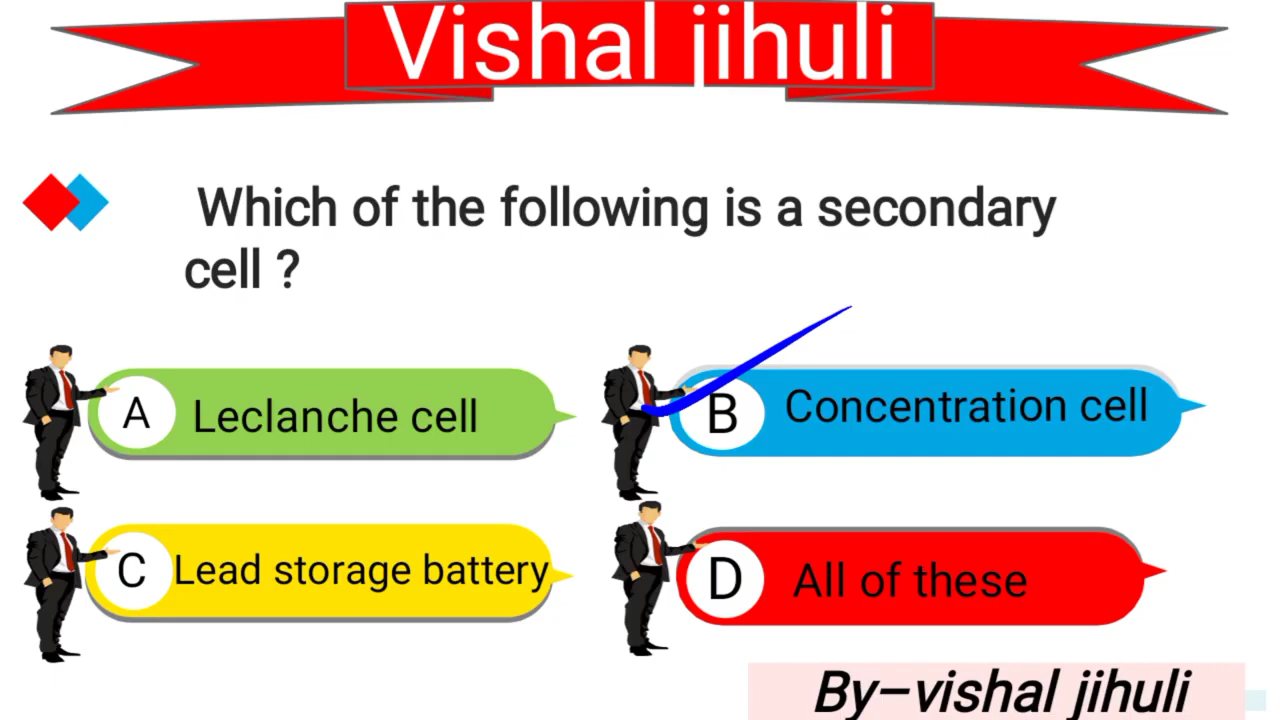 Vishal jihuli
Which of the following is a secondary
cell ?
A Leclanche cell
B Concentration cell
C Lead storage battery
D All of these
By-vishal jihuli